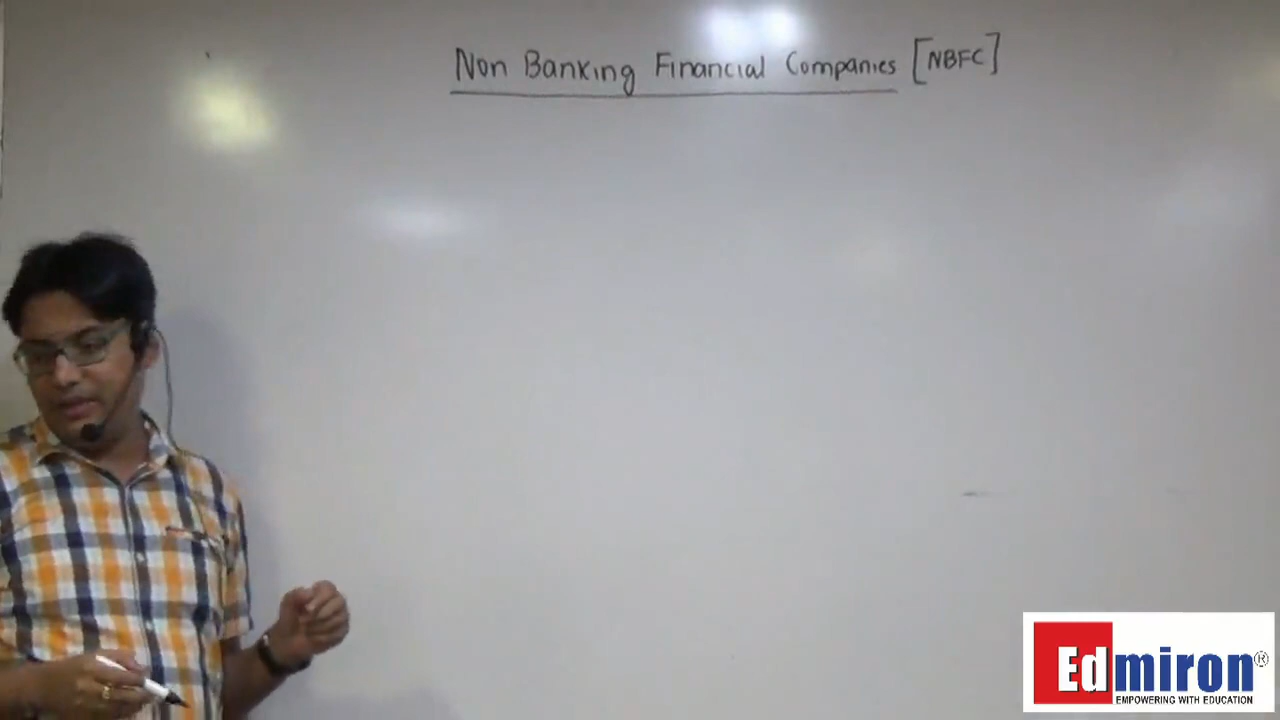 Non Banking Financial Companies [NBFC]
Edmiron®
EMPOWERING WITH EDUCATION